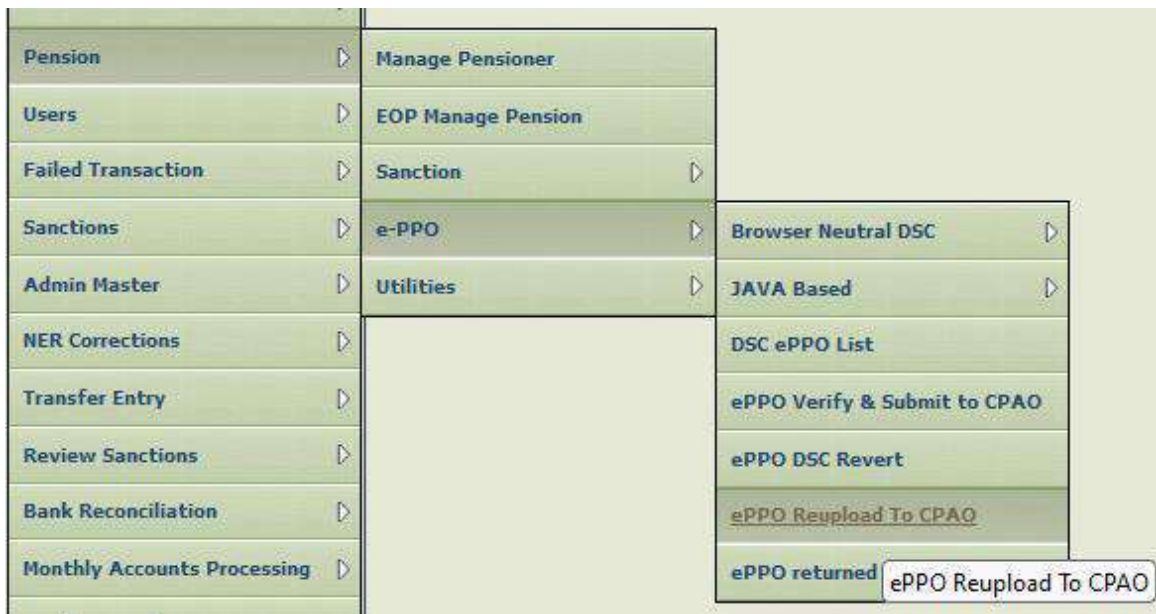 Pension
Users
Failed Transaction
Sanctions
Admin Master
NER Corrections
Transfer Entry
Review Sanctions
Bank Reconciliation
Monthly Accounts Processing
Manage Pensioner
EOP Manage Pension
Sanction
e-PPO
Utilities
Browser Neutral DSC
JAVA Based
DSC ePPO List
ePPO Verify & Submit to CPAO
ePPO DSC Revert
ePPO Reupload To CPAO
ePPO returned
ePPO Reupload To CPAO